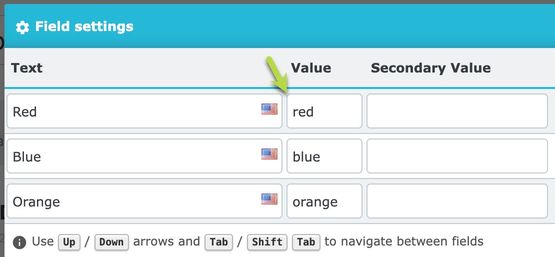 Field settings
Text Value Secondary Value
Red red
Blue blue
Orange orange
Use Up / Down arrows and Tab / Shift Tab to navigate between fields